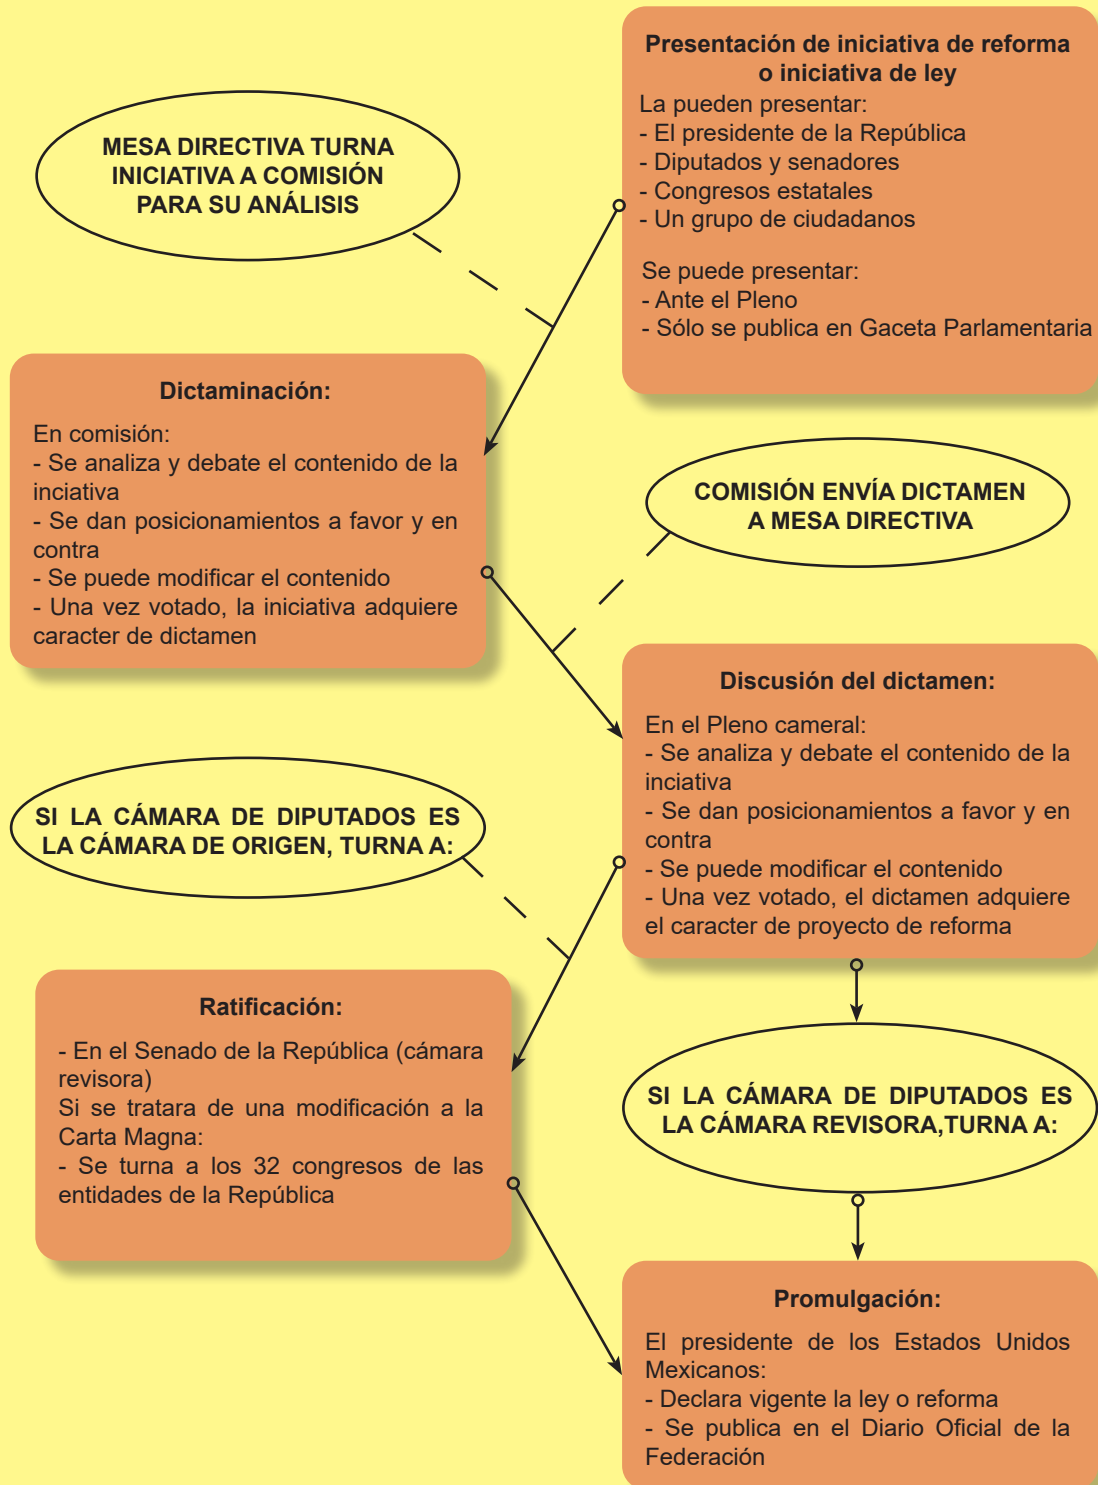 Presentación de iniciativa de reforma
o iniciativa de ley
La pueden presentar:
- El presidente de la República
- Diputados y senadores
- Congresos estatales
- Un grupo de ciudadanos
Se puede presentar:
- Ante el Pleno
- Sólo se publica en Gaceta Parlamentaria
MESA DIRECTIVA TURNA
INICIATIVA A COMISIÓN
PARA SU ANÁLISIS
Dictaminación:
En comisión:
- Se analiza y debate el contenido de la
inciativa
- Se dan posicionamientos a favor y en
contra
- Se puede modificar el contenido
- Una vez votado, la iniciativa adquiere
caracter de dictamen
COMISIÓN ENVÍA DICTAMEN
A MESA DIRECTIVA
Discusión del dictamen:
En el Pleno cameral:
- Se analiza y debate el contenido de la
inciativa
- Se dan posicionamientos a favor y en
contra
- Se puede modificar el contenido
- Una vez votado, el dictamen adquiere
el caracter de proyecto de reforma
SI LA CÁMARA DE DIPUTADOS ES
LA CÁMARA DE ORIGEN, TURNA A:
Ratificación:
- En el Senado de la República (cámara
revisora)
Si se tratara de una modificación a la
Carta Magna:
- Se turna a los 32 congresos de las
entidades de la República
SI LA CÁMARA DE DIPUTADOS ES
LA CÁMARA REVISORA,TURNA A:
Promulgación:
El presidente de los Estados Unidos
Mexicanos:
- Declara vigente la ley o reforma
- Se publica en el Diario Oficial de la
Federación